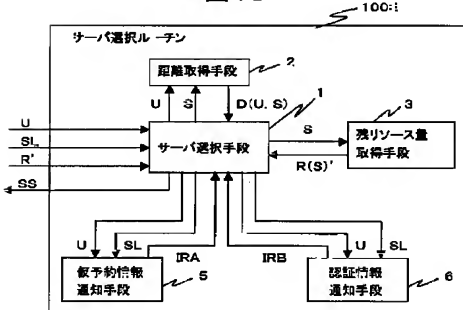 サーバ選択ルーチン
距離取得手段
2
U
S
D(U, S)
1
3
U
SL
R'
SS
サーバ選択手段
S
R(S)'
残リソース量
取得手段
U
SL
IRA
IRB
U
SL
仮予約情報
通知手段
5
認証情報
通知手段
6